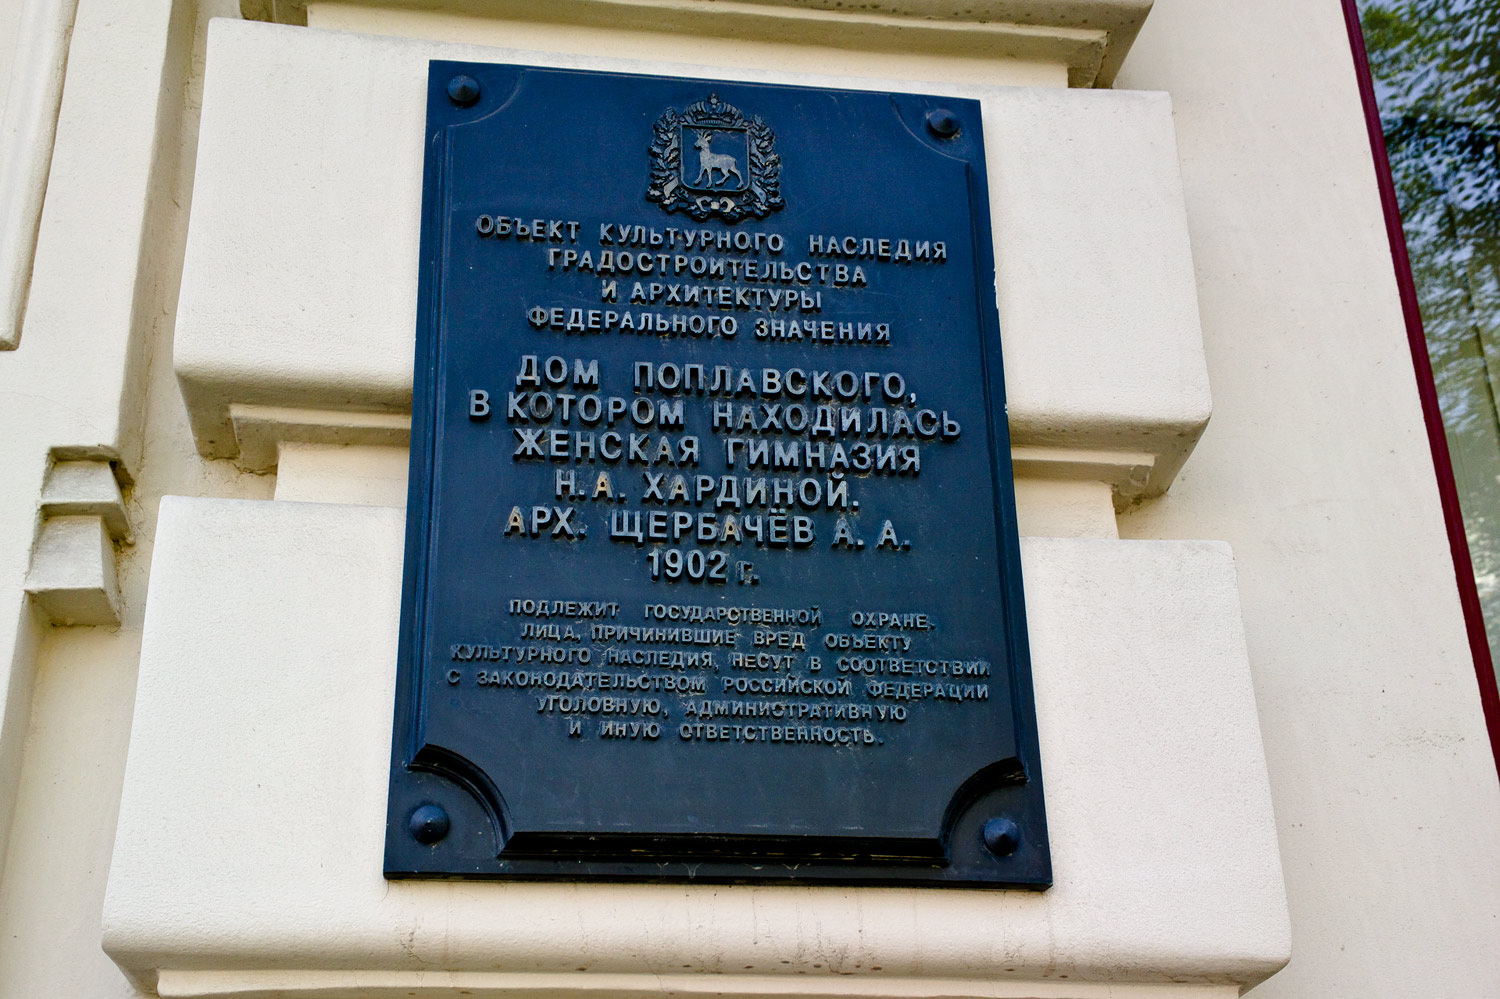 ОБЪЕКТ КУЛЬТУРНОГО НАСЛЕДИЯ
ГРАДОСТРОИТЕЛЬСТВА
И АРХИТЕКТУРЫ
ФЕДЕРАЛЬНОГО ЗНАЧЕНИЯ
ДОМ ПОПЛАВСКОГО,
В КОТОРОМ НАХОДИЛАСЬ
ЖЕНСКАЯ ГИМНАЗИЯ
Н.А. ХАРДИНОЙ.
АРХ. ЩЕРБАЧЁВ А. А.
1902 г.
ПОДЛЕЖИТ ГОСУДАРСТВЕННОЙ ОХРАНЕ.
ЛИЦА, ПРИЧИНИВШИЕ ВРЕД ОБЪЕКТУ
КУЛЬТУРНОГО НАСЛЕДИЯ, НЕСУТ В СООТВЕТСТВИИ
С ЗАКОНОДАТЕЛЬСТВОМ РОССИЙСКОЙ ФЕДЕРАЦИИ
УГОЛОВНУЮ, АДМИНИСТРАТИВНУЮ
И ИНУЮ ОТВЕТСТВЕННОСТЬ.